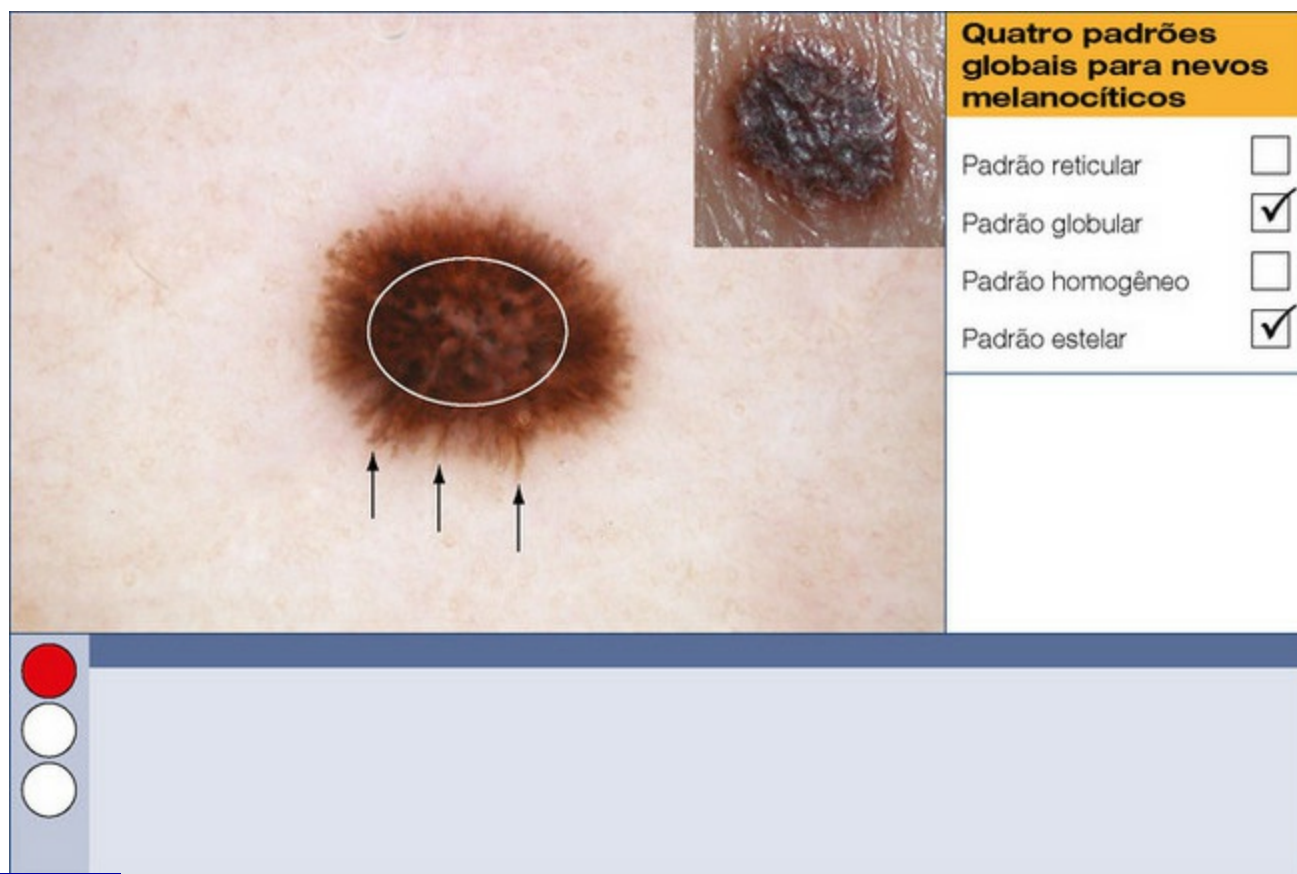 Quatro padrões
globais para nevos
melanocíticos
Padrão reticular
Padrão globular
Padrão homogêneo
Padrão estelar